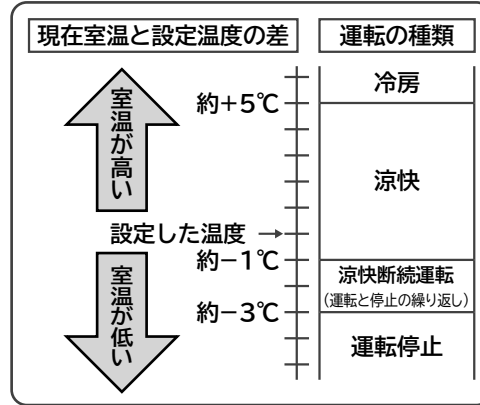 現在室温と設定温度の差
運転の種類
室温が高い
約+5℃
冷房
涼快
設定した温度→
約−1℃
涼快断続運転
(運転と停止の繰り返し)
室温が低い
約−3℃
運転停止